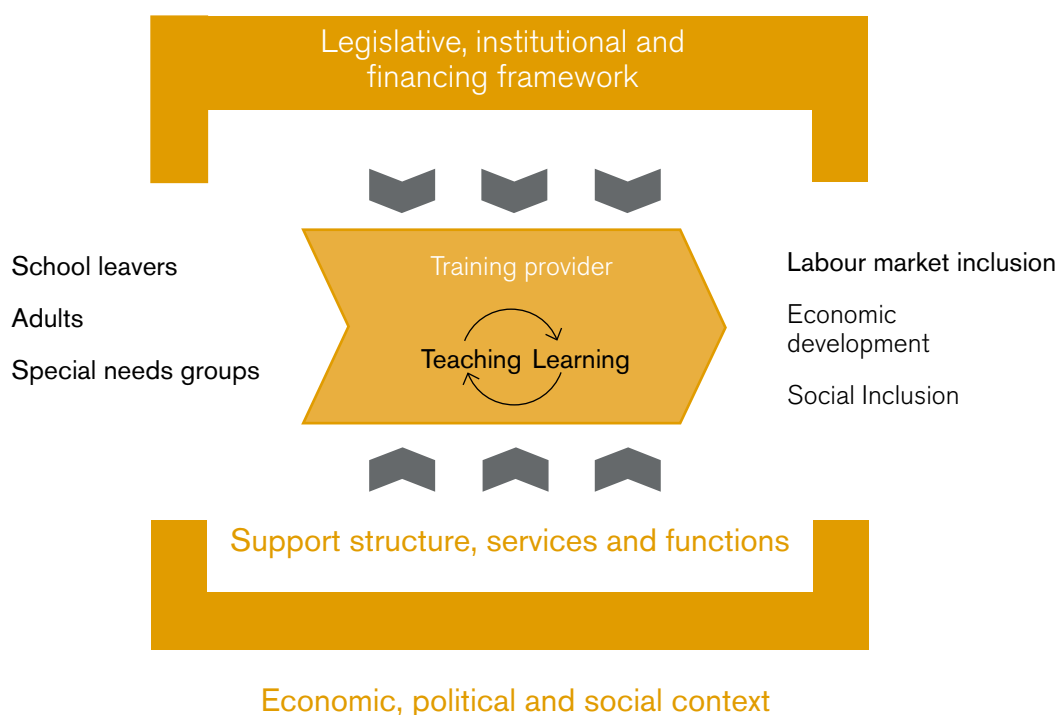 Legislative, institutional and
financing framework
School leavers
Adults
Special needs groups
Training provider
Teaching Learning
Labour market inclusion
Economic
development
Social Inclusion
Support structure, services and functions
Economic, political and social context